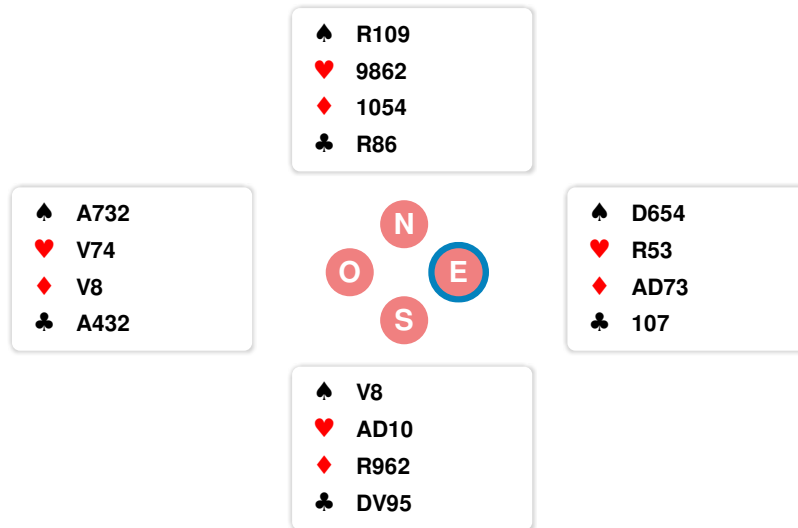 ♠ R109
♥ 9862
♦ 1054
♣ R86
♠ A732
♥ V74
♦ V8
♣ A432
N
O
E
S
♠ D654
♥ R53
♦ AD73
♣ 107
♠ V8
♥ AD10
♦ R962
♣ DV95